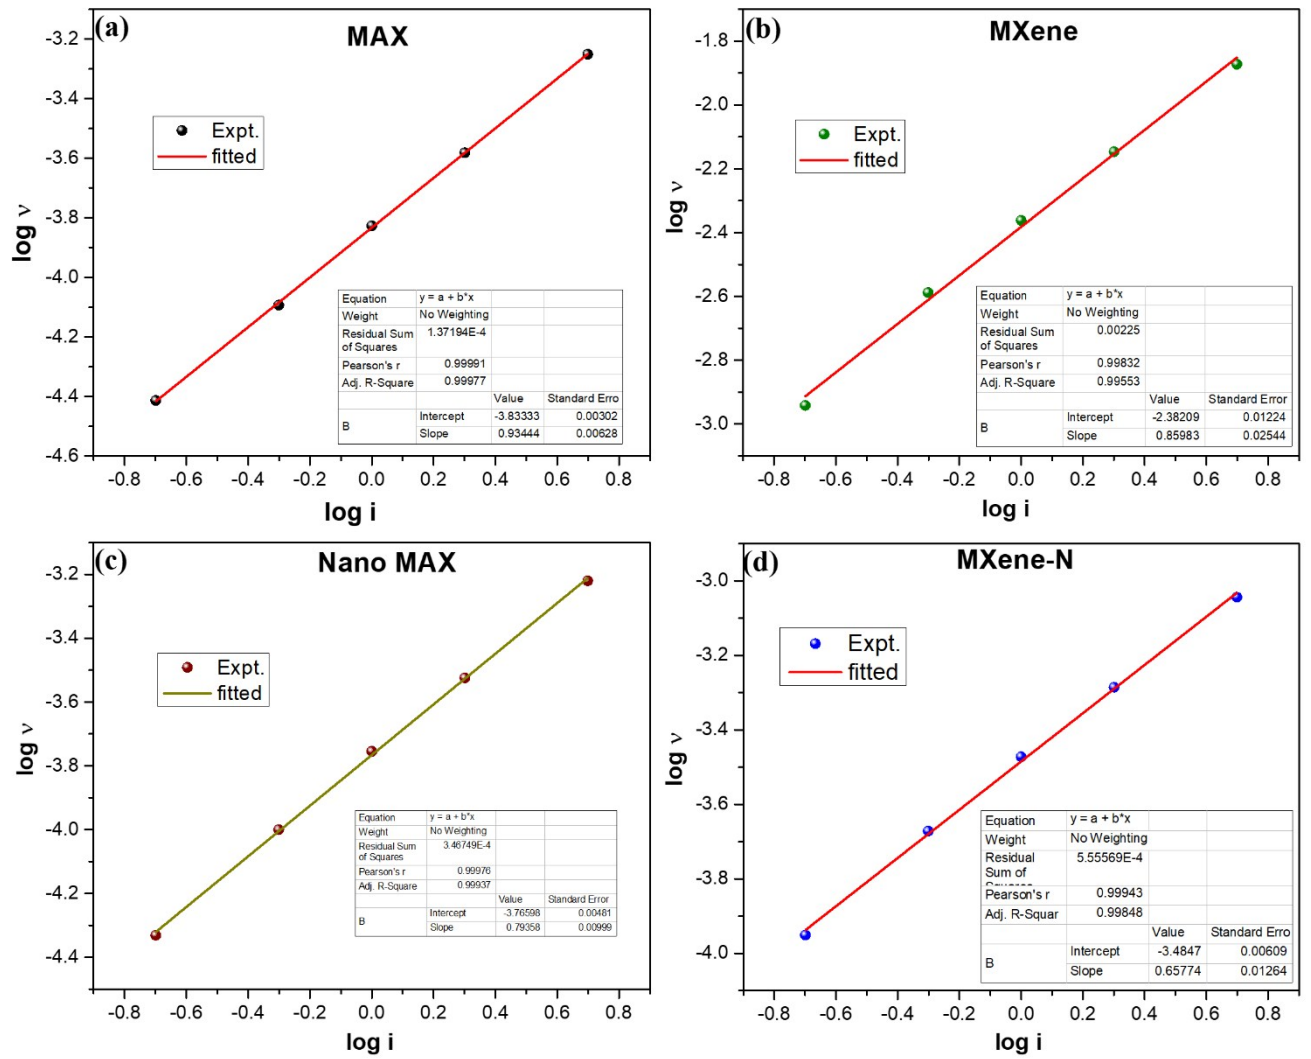 (a)
MAX
-3.2
-3.4
-3.6
-3.8
-4.0
-4.2
-4.4
-4.6
log ν
Expt.
fitted
Equation y = a + b*x
Weight No Weighting
Residual Sum of Squares 1.37194E-4
Pearson's r 0.99991
Adj. R-Square 0.99977
Value Standard Erro
B Intercept -3.83333 0.00302
Slope 0.93444 0.00628
-0.8 -0.6 -0.4 -0.2 0.0 0.2 0.4 0.6 0.8
log i
(b)
MXene
-1.8
-2.0
-2.2
-2.4
-2.6
-2.8
-3.0
log ν
Expt.
fitted
Equation y = a + b*x
Weight No Weighting
Residual Sum of Squares 0.00225
Pearson's r 0.99832
Adj. R-Square 0.99553
Value Standard Error
B Intercept -2.38209 0.01224
Slope 0.85983 0.02544
-0.8 -0.6 -0.4 -0.2 0.0 0.2 0.4 0.6 0.8
log i
(c)
Nano MAX
-3.2
-3.4
-3.6
-3.8
-4.0
-4.2
-4.4
log ν
Expt.
fitted
Equation y = a + b*x
Weight No Weighting
Residual Sum of Squares 3.46749E-4
Pearson's r 0.99976
Adj. R-Square 0.99937
Value Standard Error
B Intercept -3.76598 0.00481
Slope 0.79358 0.00999
-0.8 -0.6 -0.4 -0.2 0.0 0.2 0.4 0.6 0.8
log i
(d)
MXene-N
-3.0
-3.2
-3.4
-3.6
-3.8
-4.0
log ν
Expt.
fitted
Equation y = a + b*x
Weight No Weighting
Residual Sum of 5.55569E-4
Pearson's r 0.99943
Adj. R-Squar 0.99848
Value Standard Erro
B Intercept -3.4847 0.00609
Slope 0.65774 0.01264
-0.8 -0.6 -0.4 -0.2 0.0 0.2 0.4 0.6 0.8
log i